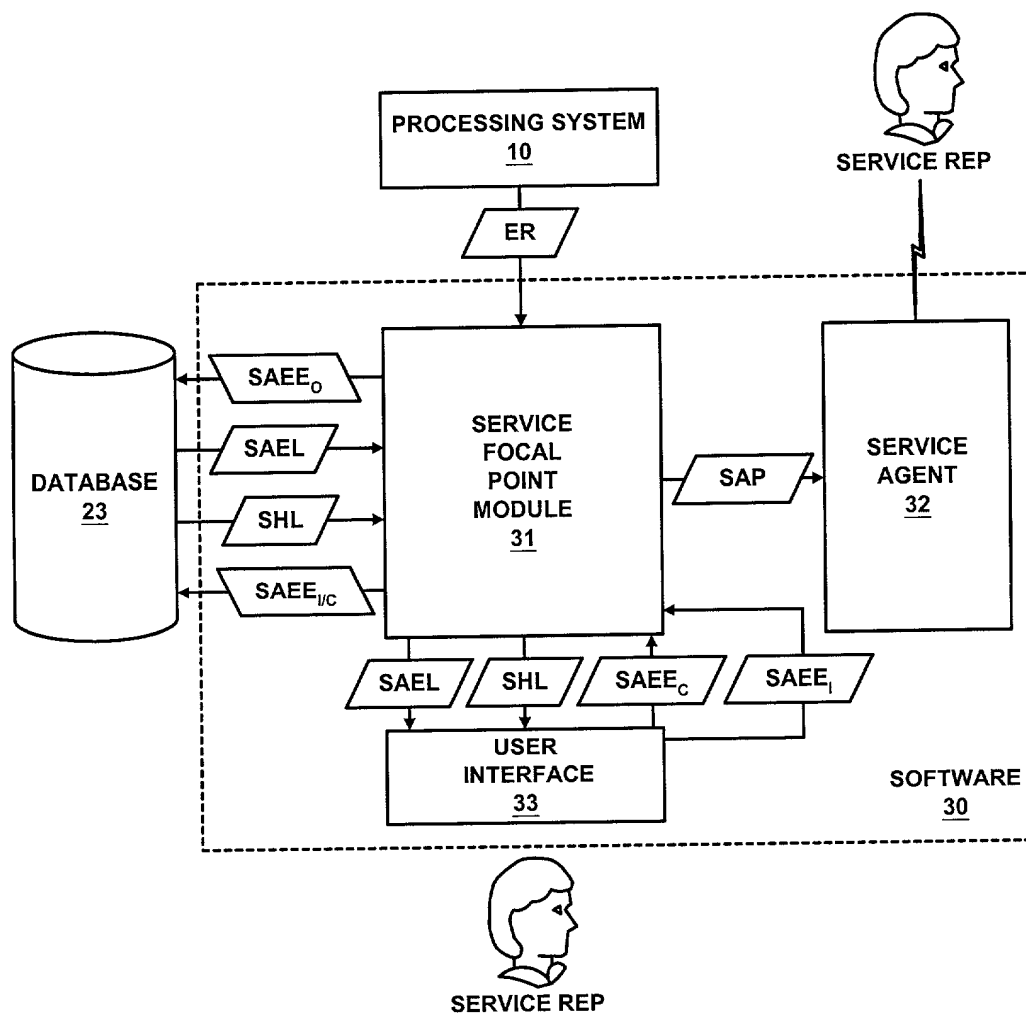 PROCESSING SYSTEM
10
SERVICE REP
ER
SAEE_O
SAEL
SHL
SAEE_I/C
DATABASE
23
SERVICE
FOCAL
POINT
MODULE
31
SAP
SERVICE
AGENT
32
SAEL
SHL
SAEE_C
SAEE_I
USER
INTERFACE
33
SOFTWARE
30
SERVICE REP